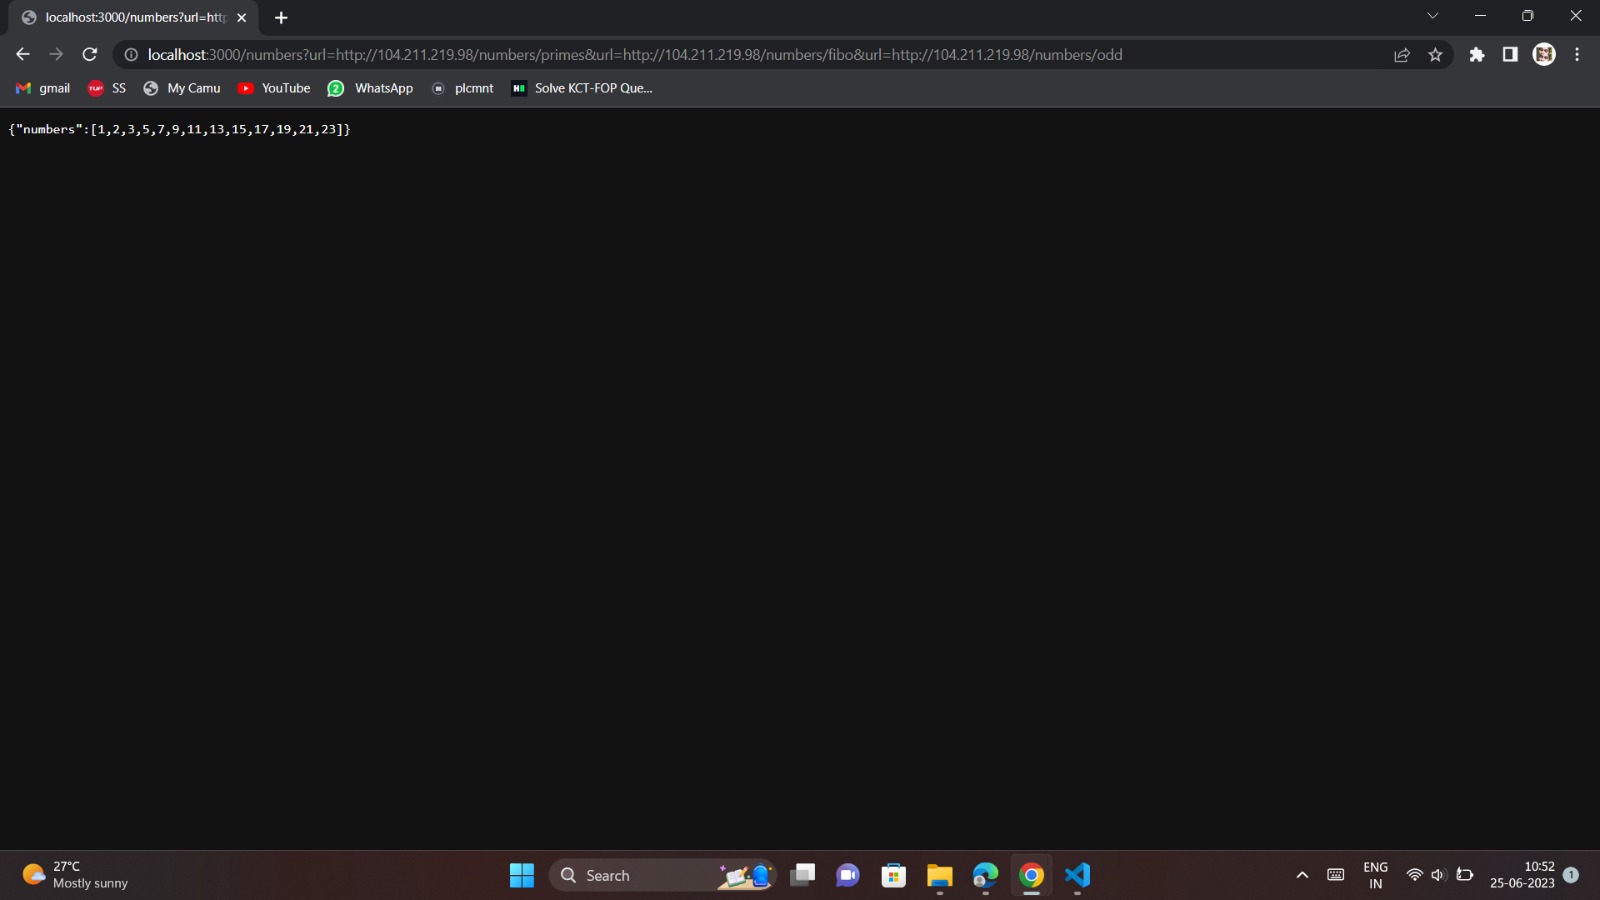 localhost:3000/numbers?url=http
localhost:3000/numbers?url=http://104.211.219.98/numbers/primes&url=http://104.211.219.98/numbers/fibo&url=http://104.211.219.98/numbers/odd
gmail TUF SS My Camu YouTube 2 WhatsApp plcmnt H Solve KCT-FOP Que...
{"numbers":[1,2,3,5,7,9,11,13,15,17,19,21,23]}
27°C
Mostly sunny
Search
ENG
IN
10:52
25-06-2023
1